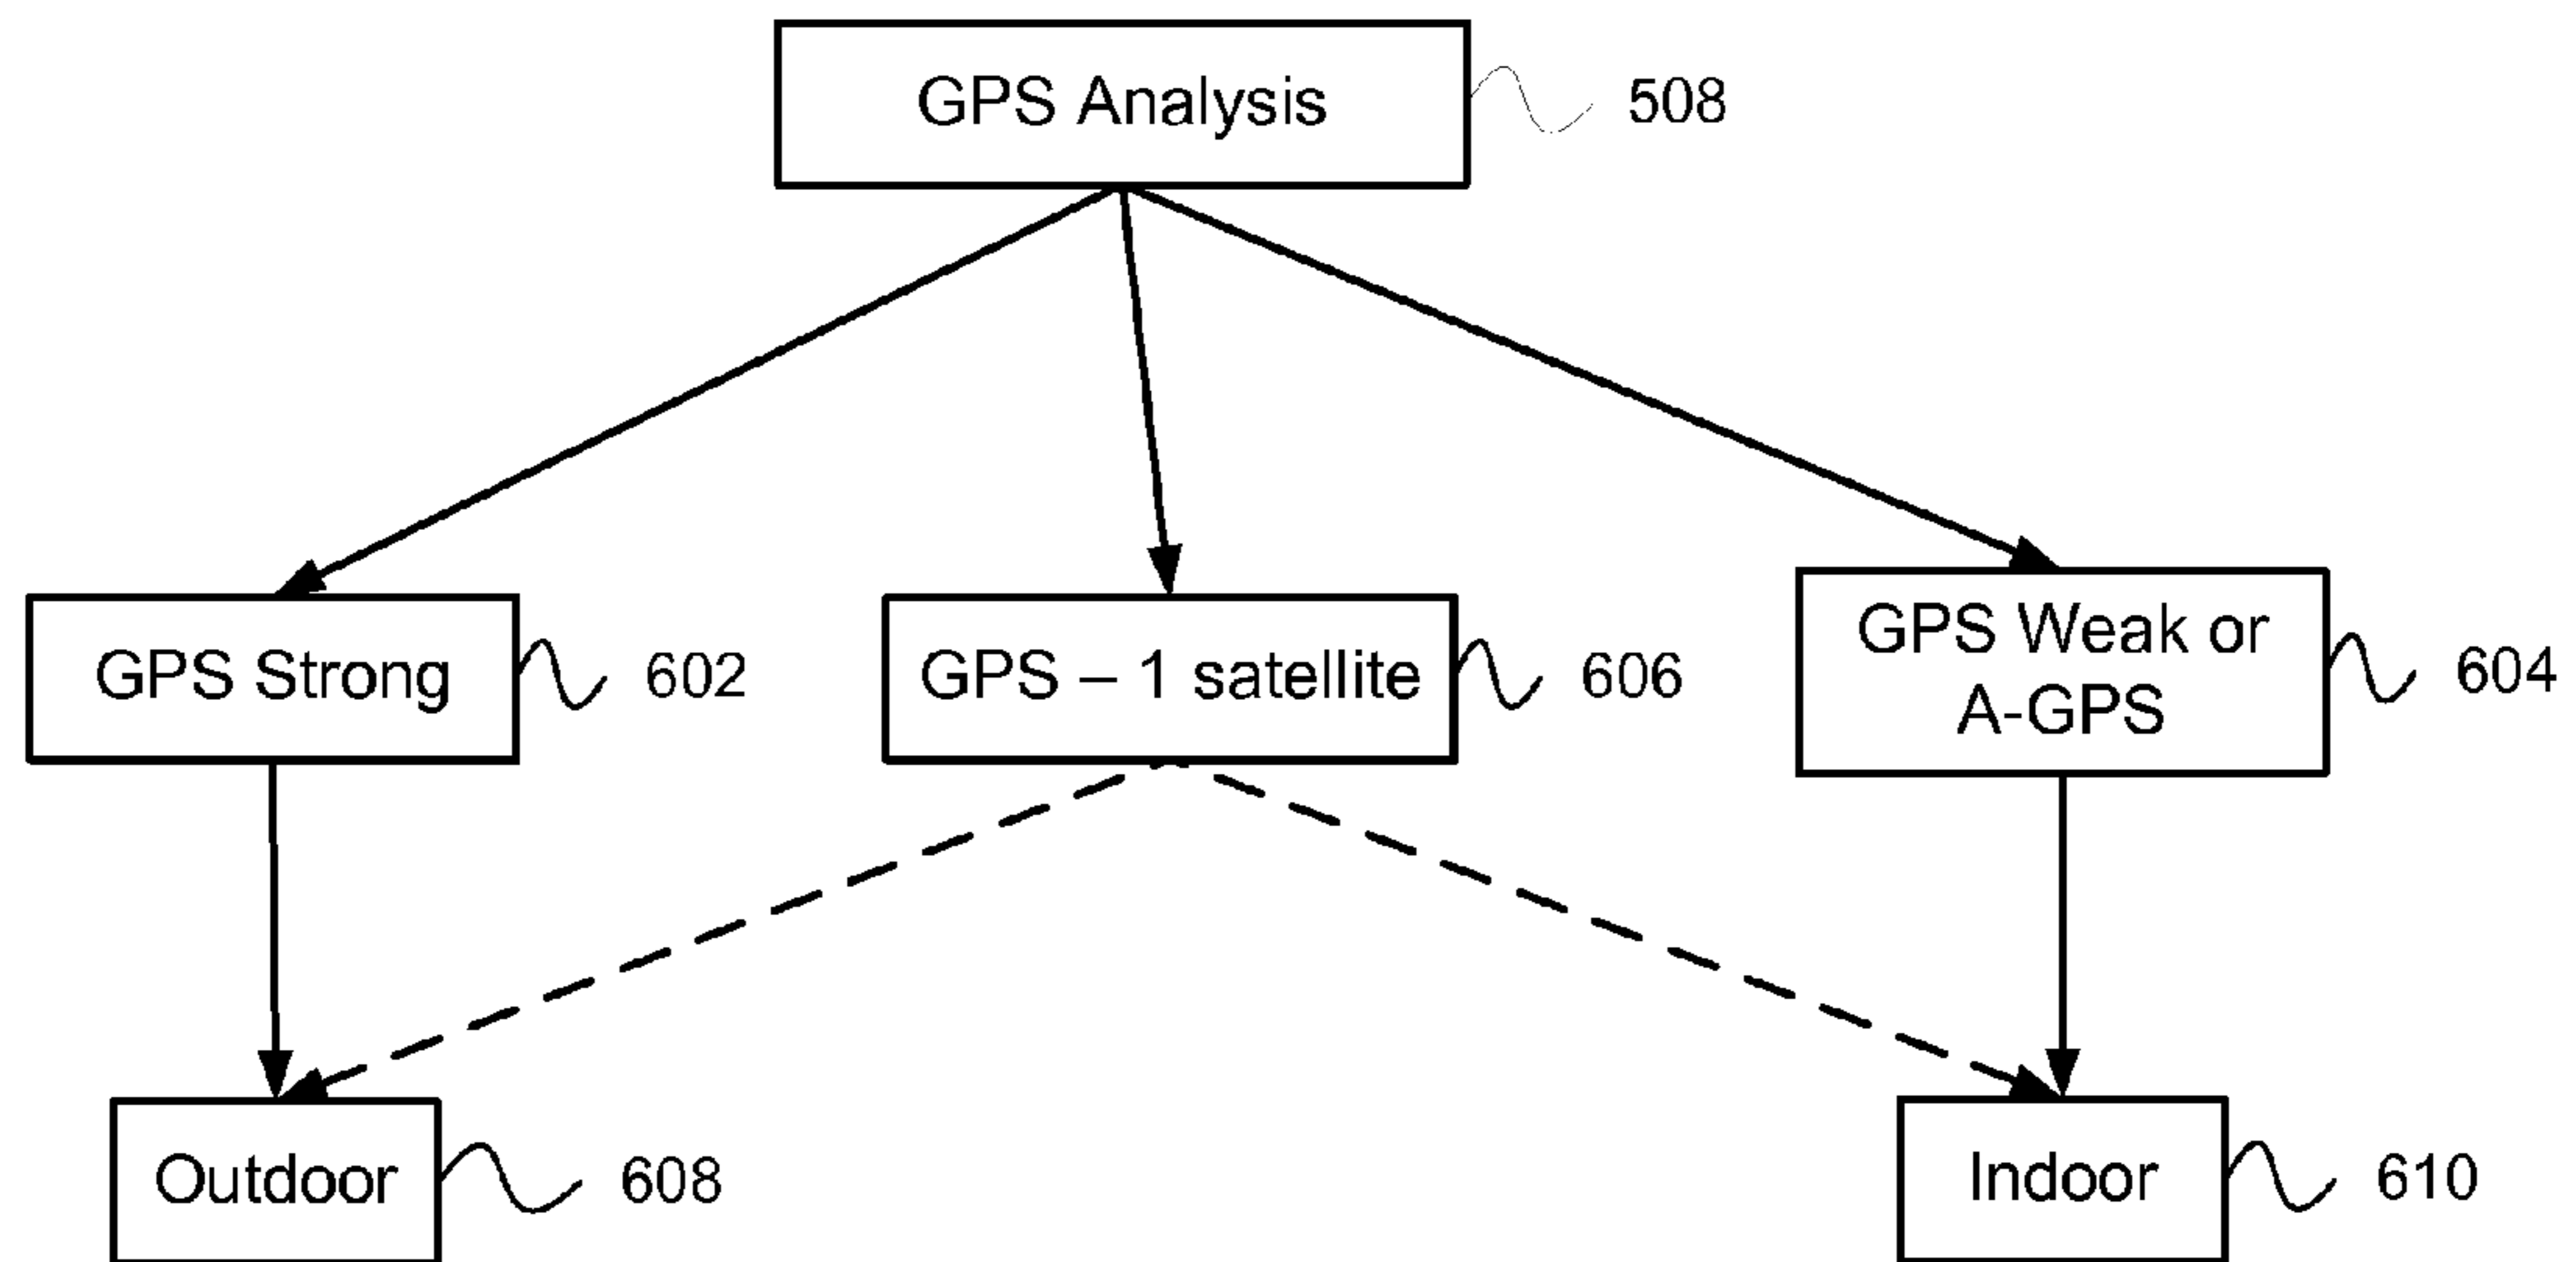 GPS Analysis
508
GPS Strong
602
GPS – 1 satellite
606
GPS Weak or
A-GPS
604
Outdoor
608
Indoor
610